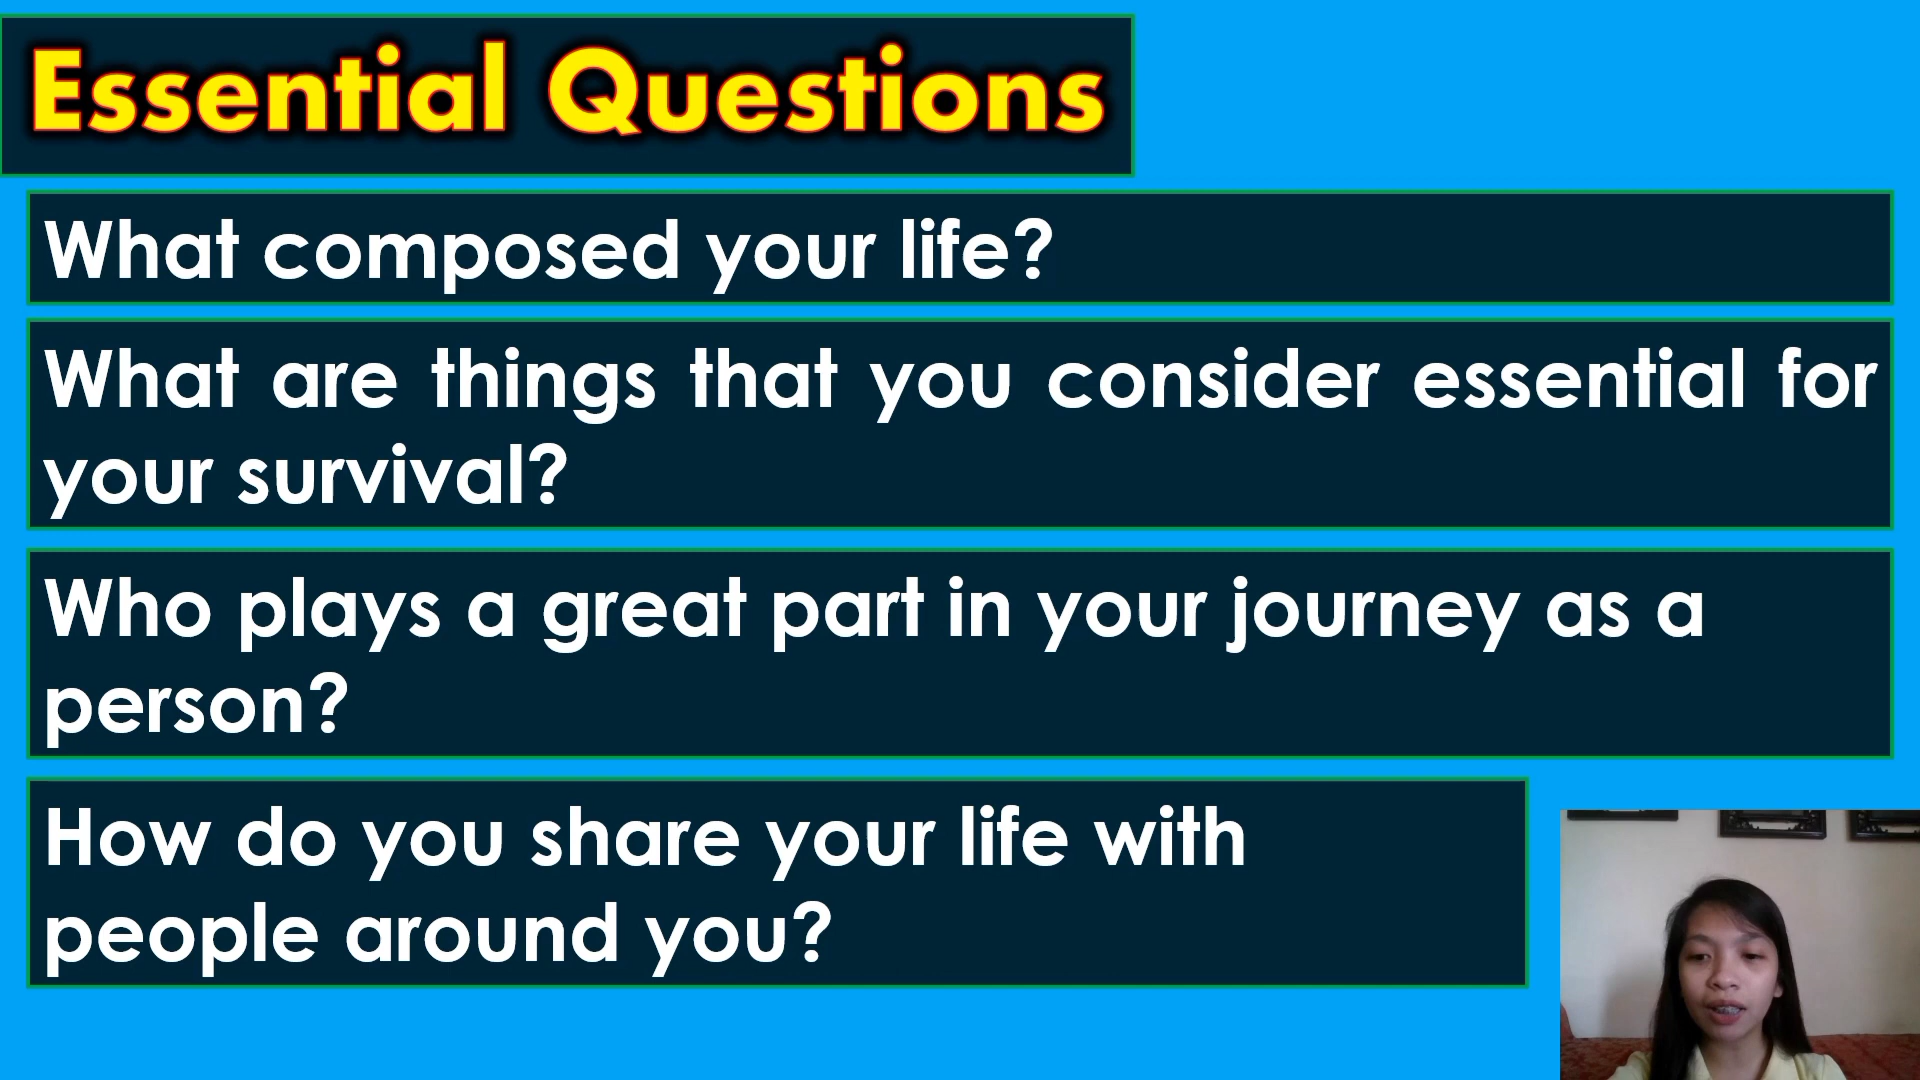 Essential Questions
What composed your life?
What are things that you consider essential for
your survival?
Who plays a great part in your journey as a
person?
How do you share your life with
people around you?